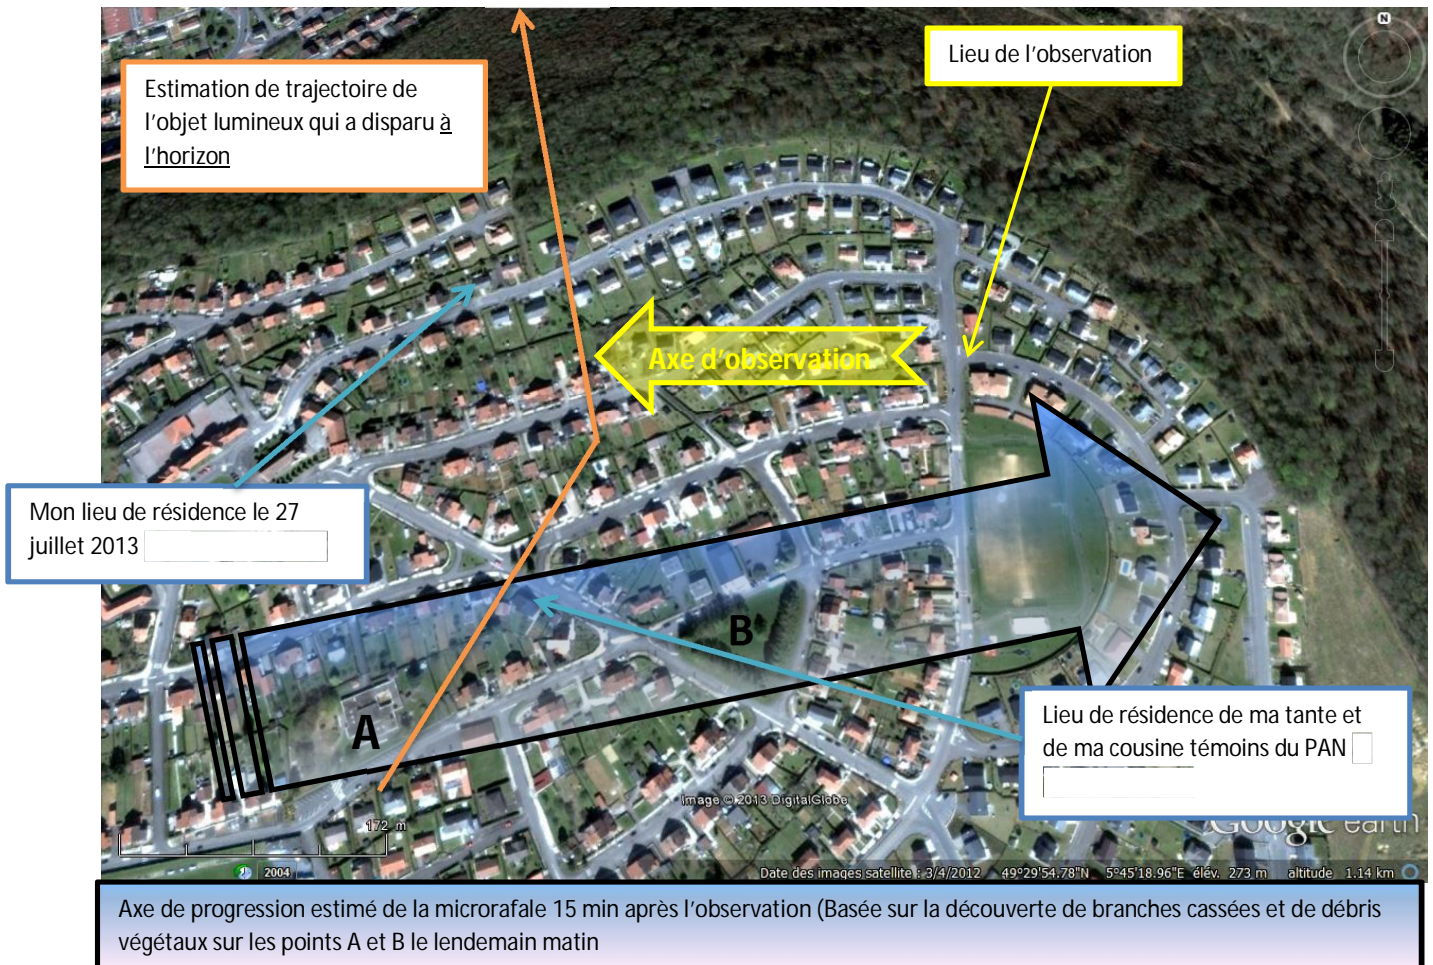 Estimation de trajectoire de
l'objet lumineux qui a disparu à
l'horizon
Lieu de l'observation
N
Axe d'observation
Mon lieu de résidence le 27
juillet 2013
A
B
Lieu de résidence de ma tante et
de ma cousine témoins du PAN
Image © 2013 DigitalGlobe
Google earth
172 m
2004
Date des images satellite : 3/4/2012 49°29'54.78"N 5°45'18.96"E élév. 273 m altitude 1.14 km
Axe de progression estimé de la microrafale 15 min après l'observation (Basée sur la découverte de branches cassées et de débris
végétaux sur les points A et B le lendemain matin